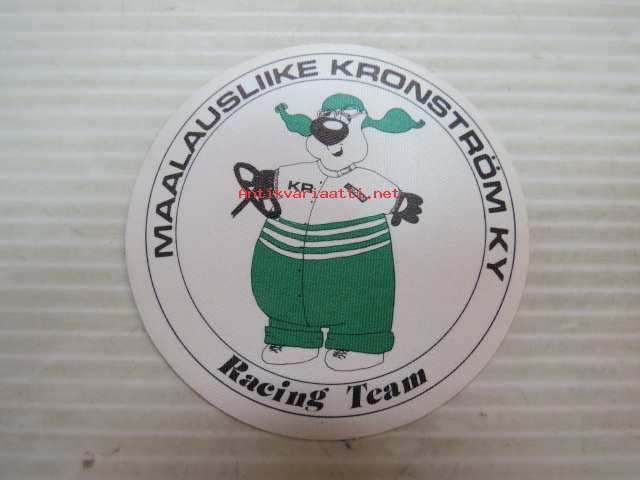 MAALAUSLIIKE KRONSTRÖM KY
KR.
Antikvariaatti.net
Racing Team